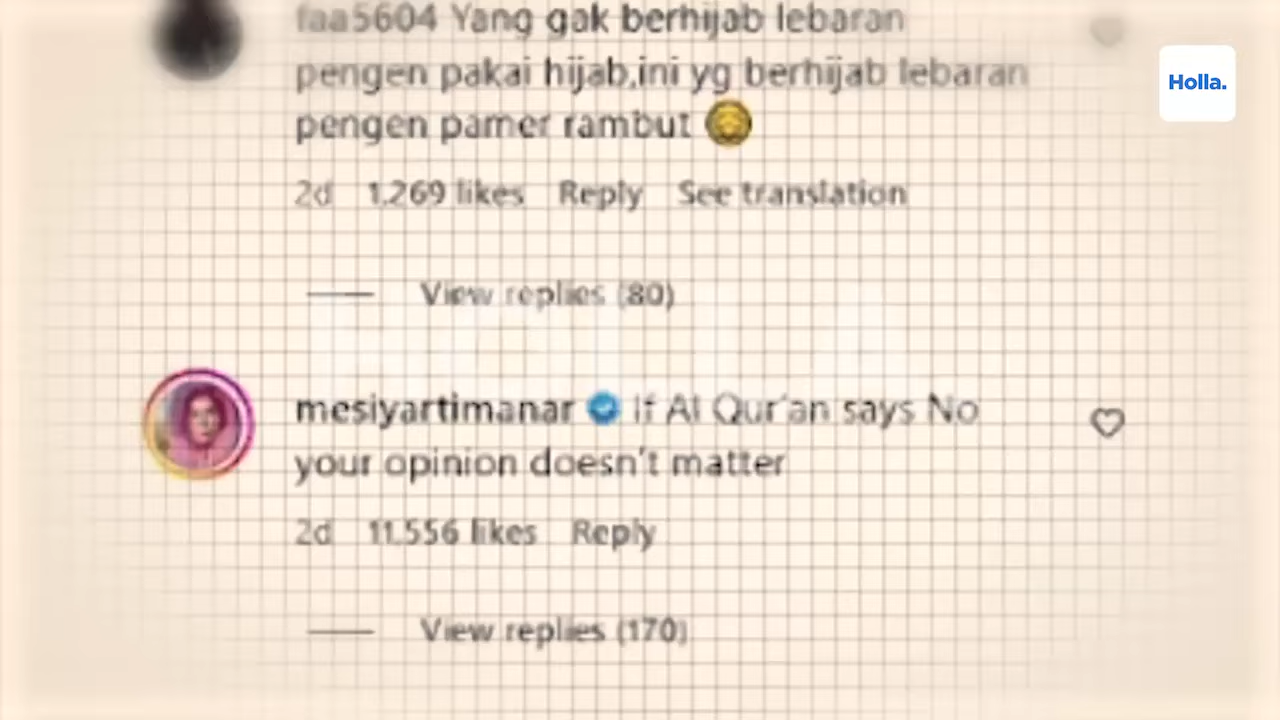 faa5604 Yang gak berhijab lebaran
pengen pakai hijab,ini yg berhijab lebaran
pengen pamer rambut
2d 1.269 likes Reply See translation
View replies (80)
mesiyartimanar If Al Qur'an says No
your opinion doesn't matter
2d 11.556 likes Reply
View replies (170)
Holla.